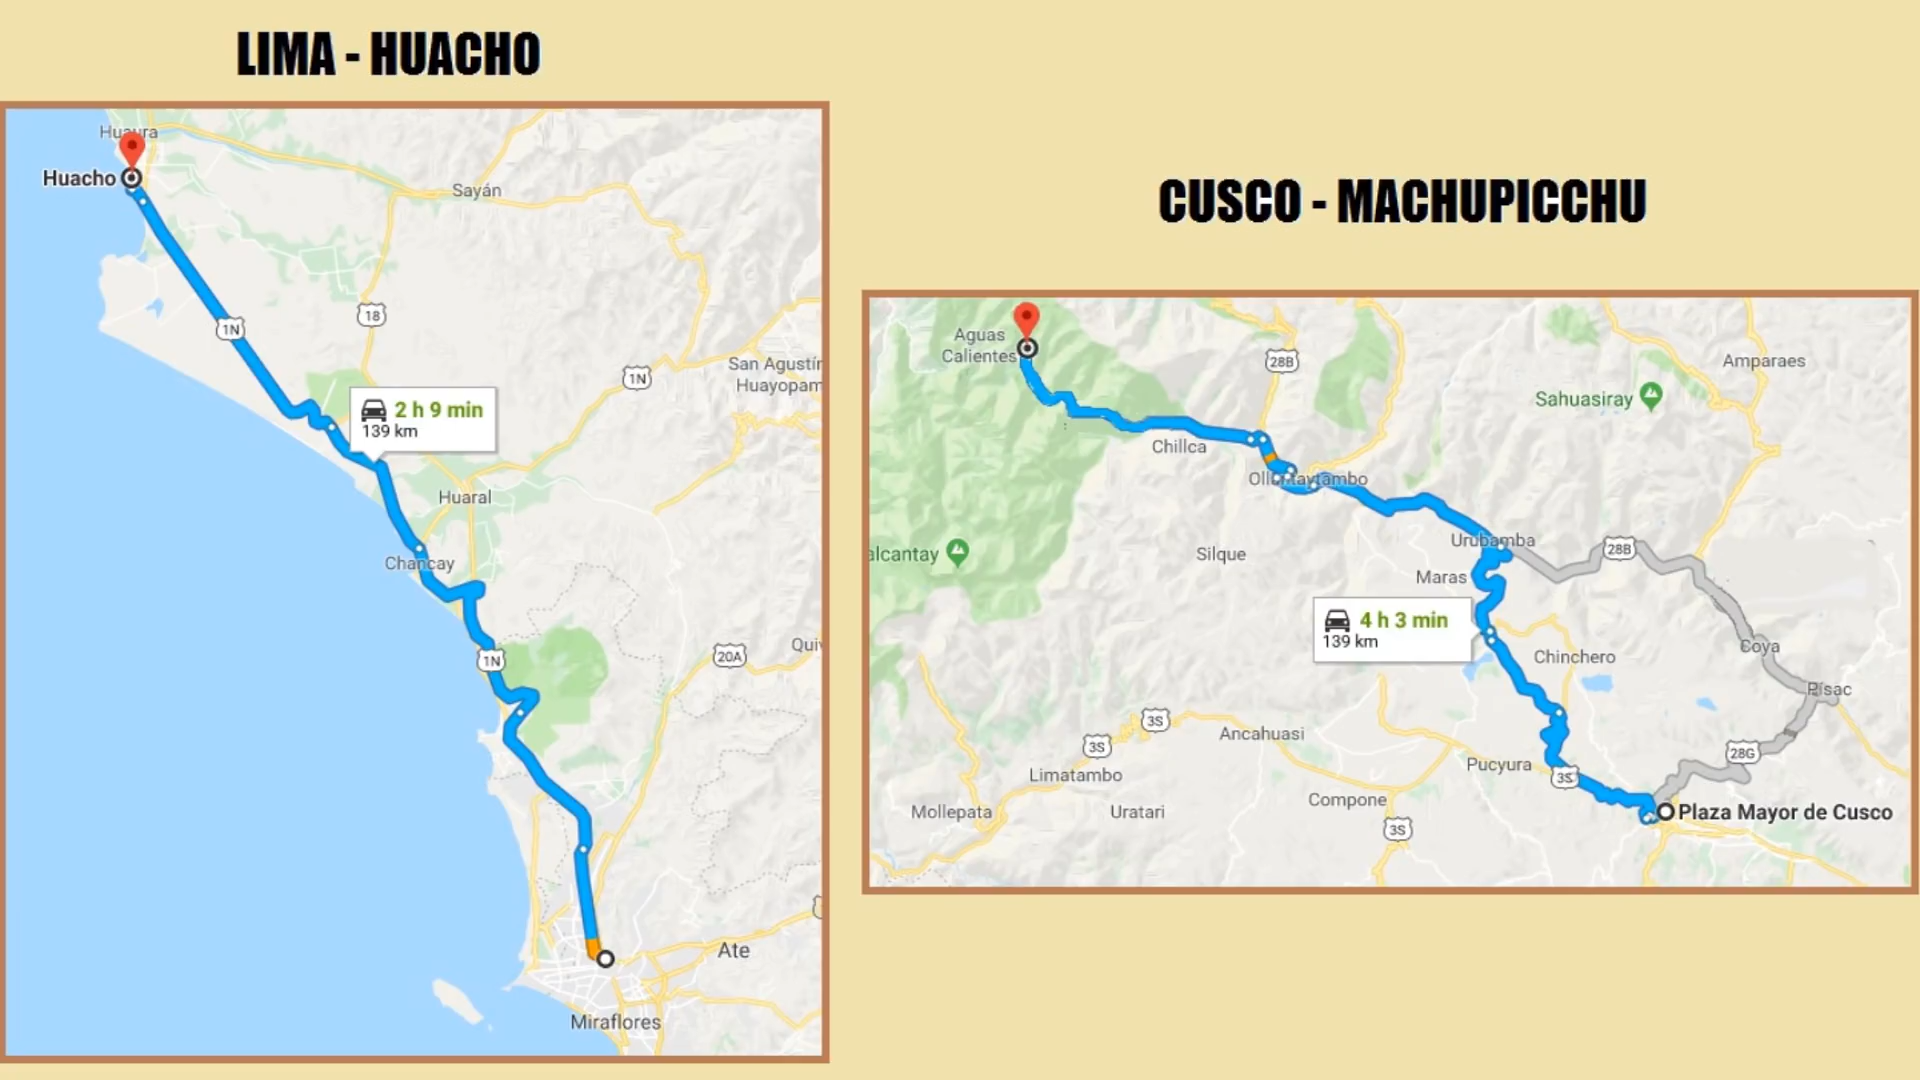 LIMA - HUACHO
Huaura
Huacho
Sayán
1N
18
San Agustín
Huayopam
1N
2 h 9 min
139 km
Huaral
Chancay
1N
20A
Quiv
Ate
Miraflores
CUSCO - MACHUPICCHU
Aguas
Calientes
28B
Amparaes
Sahuasiray
Chillca
Ollantaytambo
Urubamba
28B
alcantay
Silque
Maras
4 h 3 min
139 km
Chinchero
Coya
Písac
3S
Ancahuasi
3S
28G
Limatambo
Pucyura
3S
Mollepata
Uratari
Compone
3S
Plaza Mayor de Cusco